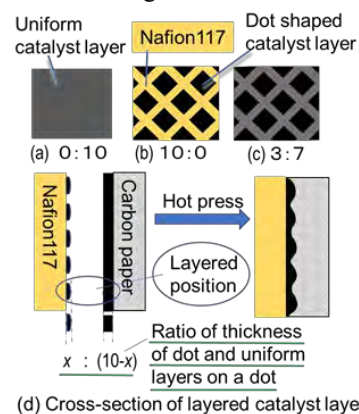 Uniform
catalyst layer
Nafion117
Dot shaped
catalyst layer
(a) 0:10
(b) 10:0
(c) 3:7
Nafion117
Carbon paper
Hot press
Layered
position
x : (10-x)
Ratio of thickness
of dot and uniform
layers on a dot
(d) Cross-section of layered catalyst laye